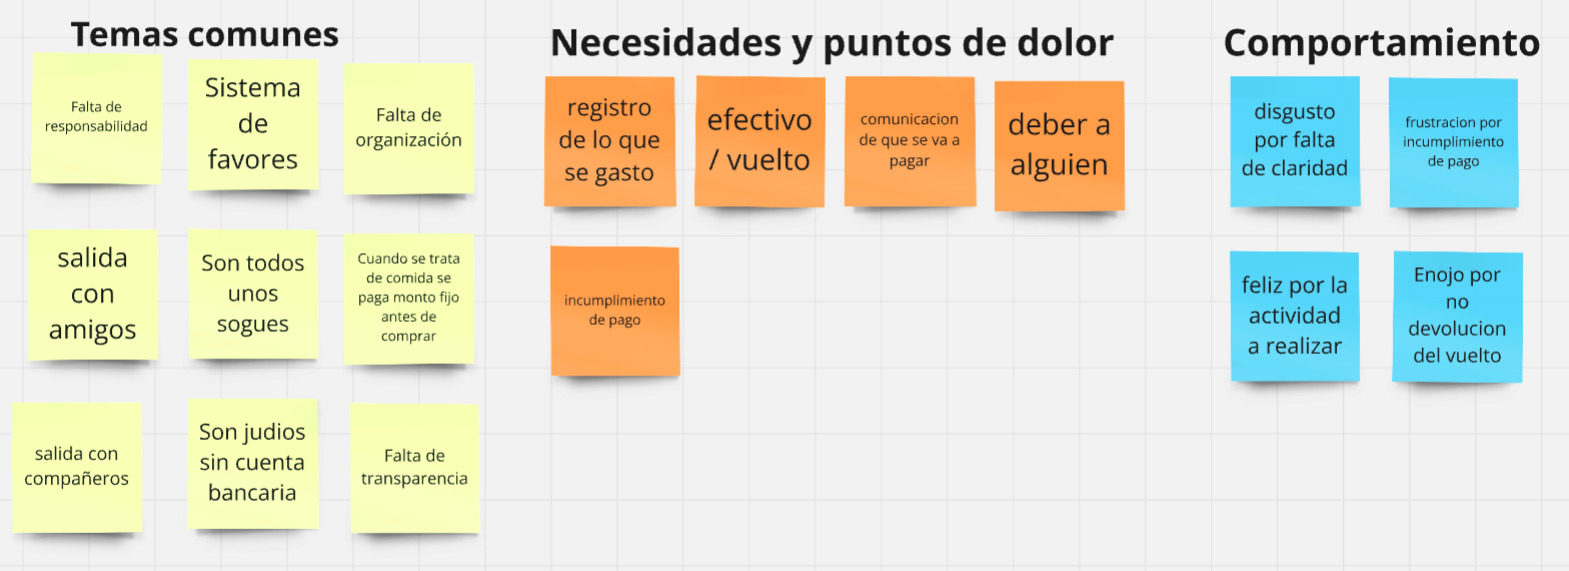 Temas comunes
Falta de
responsabilidad
Sistema
de
favores
Falta de
organización
salida
con
amigos
Son todos
unos
sogues
Cuando se trata
de comida se
paga monto fijo
antes de
comprar
salida con
compañeros
Son judios
sin cuenta
bancaria
Falta de
transparencia
Necesidades y puntos de dolor
registro
de lo que
se gasto
efectivo
/ vuelto
comunicacion
de que se va a
pagar
deber a
alguien
incumplimiento
de pago
Comportamiento
disgusto
por falta
de claridad
frustracion por
incumplimiento
de pago
feliz por la
actividad
a realizar
Enojo por
no
devolucion
del vuelto